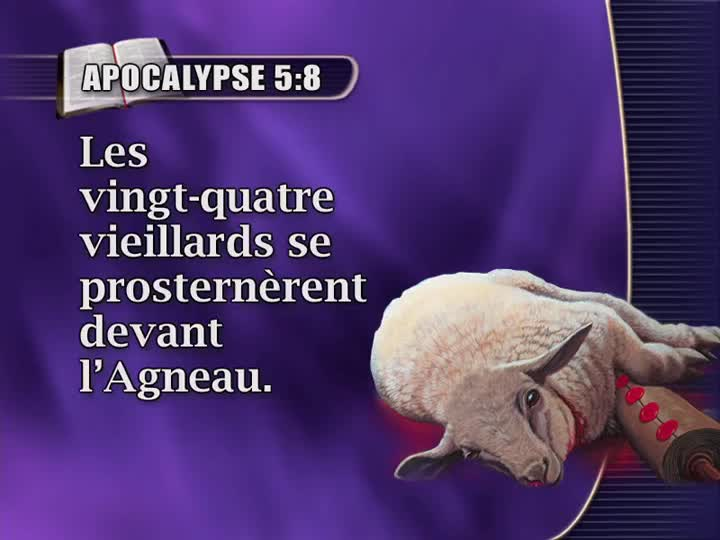 APOCALYPSE 5:8
Les
vingt-quatre
vieillards se
prosternèrent
devant
l’Agneau.